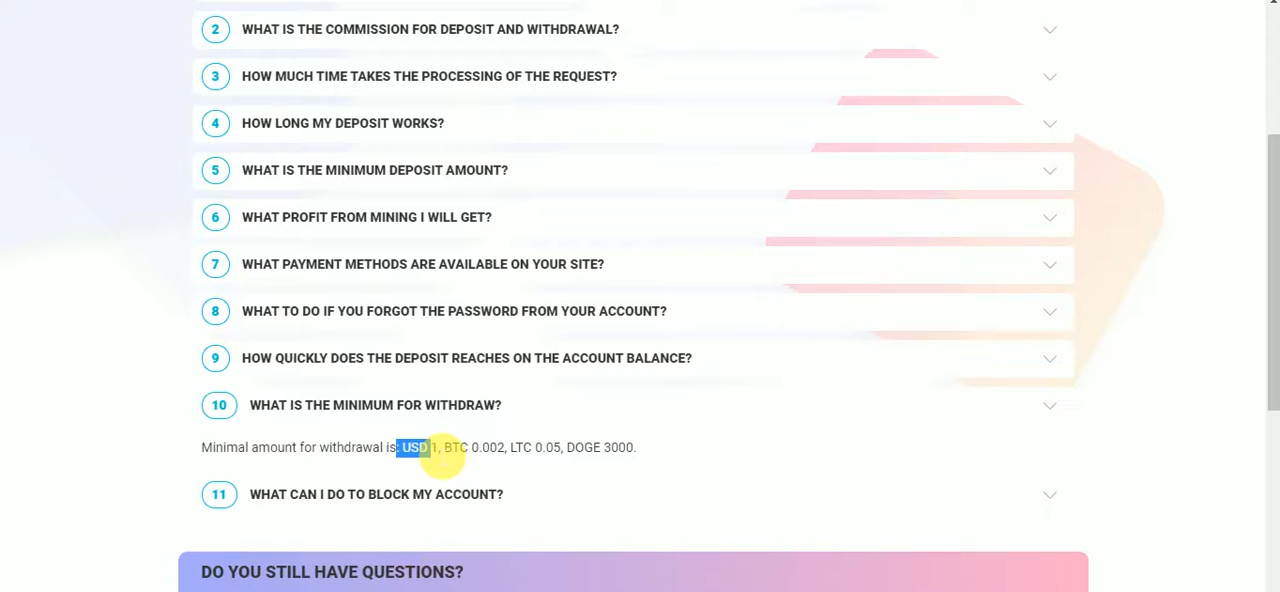 2 WHAT IS THE COMMISSION FOR DEPOSIT AND WITHDRAWAL?
3 HOW MUCH TIME TAKES THE PROCESSING OF THE REQUEST?
4 HOW LONG MY DEPOSIT WORKS?
5 WHAT IS THE MINIMUM DEPOSIT AMOUNT?
6 WHAT PROFIT FROM MINING I WILL GET?
7 WHAT PAYMENT METHODS ARE AVAILABLE ON YOUR SITE?
8 WHAT TO DO IF YOU FORGOT THE PASSWORD FROM YOUR ACCOUNT?
9 HOW QUICKLY DOES THE DEPOSIT REACHES ON THE ACCOUNT BALANCE?
10 WHAT IS THE MINIMUM FOR WITHDRAW?
Minimal amount for withdrawal is: USD 1, BTC 0.002, LTC 0.05, DOGE 3000.
11 WHAT CAN I DO TO BLOCK MY ACCOUNT?
DO YOU STILL HAVE QUESTIONS?